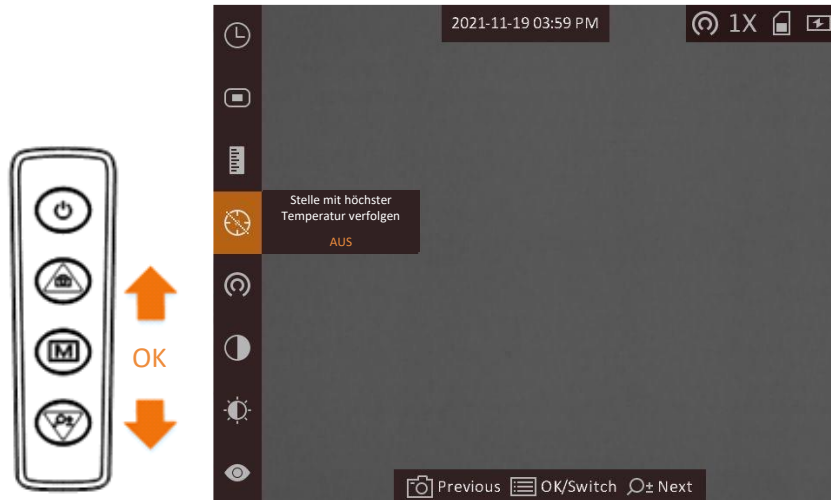 2021-11-19 03:59 PM
1X
Stelle mit höchster
Temperatur verfolgen
AUS
M
OK
Previous OK/Switch Next